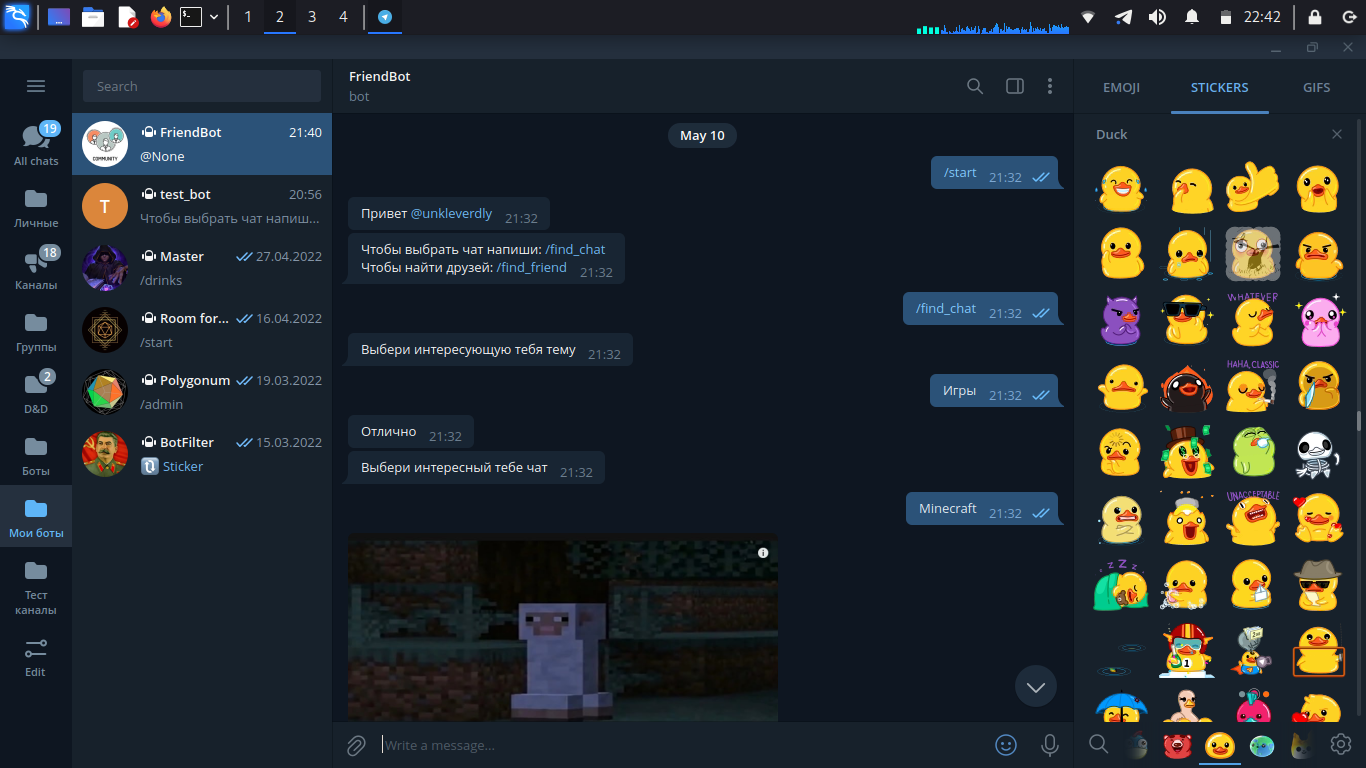 1 2 3 4
22:42
Search
19
All chats
Личные
18
Каналы
Группы
2
D&D
Боты
Мои боты
Тест
каналы
Edit
COMMUNITY
FriendBot 21:40
@None
T
test_bot 20:56
Чтобы выбрать чат напиш...
Master 27.04.2022
/drinks
Room for... 16.04.2022
/start
Polygonum 19.03.2022
/admin
BotFilter 15.03.2022
Sticker
FriendBot
bot
May 10
/start 21:32
Привет @unkleverdly 21:32
Чтобы выбрать чат напиши: /find_chat
Чтобы найти друзей: /find_friend 21:32
/find_chat 21:32
Выбери интересующую тебя тему 21:32
Игры 21:32
Отлично 21:32
Выбери интересный тебе чат 21:32
Minecraft 21:32
Write a message...
EMOJI STICKERS GIFS
Duck
WHATEVER
HAHA, CLASSIC
UNACCEPTABLE
Z Z Z
1